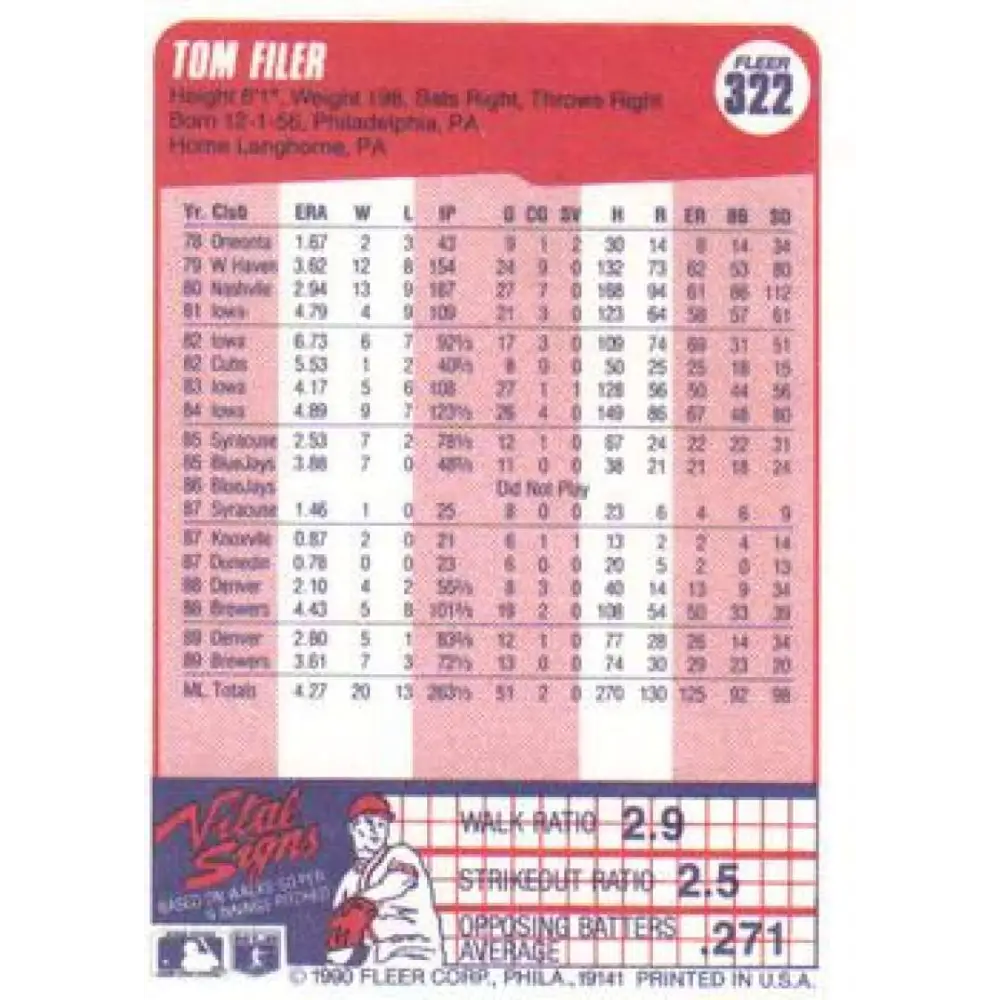 TOM FILER
FLEER
322
Height 6'1", Weight 198, Bats Right, Throws Right
Born 12-1-56, Philadelphia, PA
Home Langhorne, PA
Yr. Club ERA W L IP G CG SV H R ER BB SO
78 Oneonta 1.67 2 3 43 9 1 2 30 14 8 14 34
79 W Haven 3.62 12 8 154 24 9 0 132 73 62 53 80
80 Nashville 2.94 13 9 187 27 7 0 168 94 61 86 112
81 Iowa 4.79 4 9 109 21 3 0 123 64 58 57 61
82 Iowa 6.73 6 7 92⅓ 17 3 0 109 74 69 31 51
82 Cubs 5.53 1 2 40⅔ 8 0 0 50 25 25 18 15
83 Iowa 4.17 5 6 108 27 1 1 128 56 50 44 56
84 Iowa 4.89 9 7 123⅓ 26 4 0 149 86 67 48 80
85 Syracuse 2.53 7 2 78⅓ 12 1 0 67 24 22 22 31
85 BlueJays 3.88 7 0 48⅔ 11 0 0 38 21 21 18 24
86 BlueJays Did Not Play
87 Syracuse 1.46 1 0 25 8 0 0 23 6 4 6 9
87 Knoxville 0.87 2 0 21 6 1 1 13 2 2 4 14
87 Dunedin 0.78 0 0 23 6 0 0 20 5 2 0 13
88 Denver 2.10 4 2 55⅔ 8 3 0 40 14 13 9 34
88 Brewers 4.43 5 8 101⅔ 19 2 0 108 54 50 33 39
89 Denver 2.80 5 1 83⅔ 12 1 0 77 28 26 14 34
89 Brewers 3.61 7 3 72⅓ 13 0 0 74 30 29 23 20
ML Totals 4.27 20 13 263⅓ 51 2 0 270 130 125 92 98
Vital Signs
BASED ON WALKS-SO PER
9 INNINGS PITCHED
WALK RATIO 2.9
STRIKEOUT RATIO 2.5
OPPOSING BATTERS
AVERAGE .271
© 1990 FLEER CORP., PHILA., 19141 PRINTED IN U.S.A.